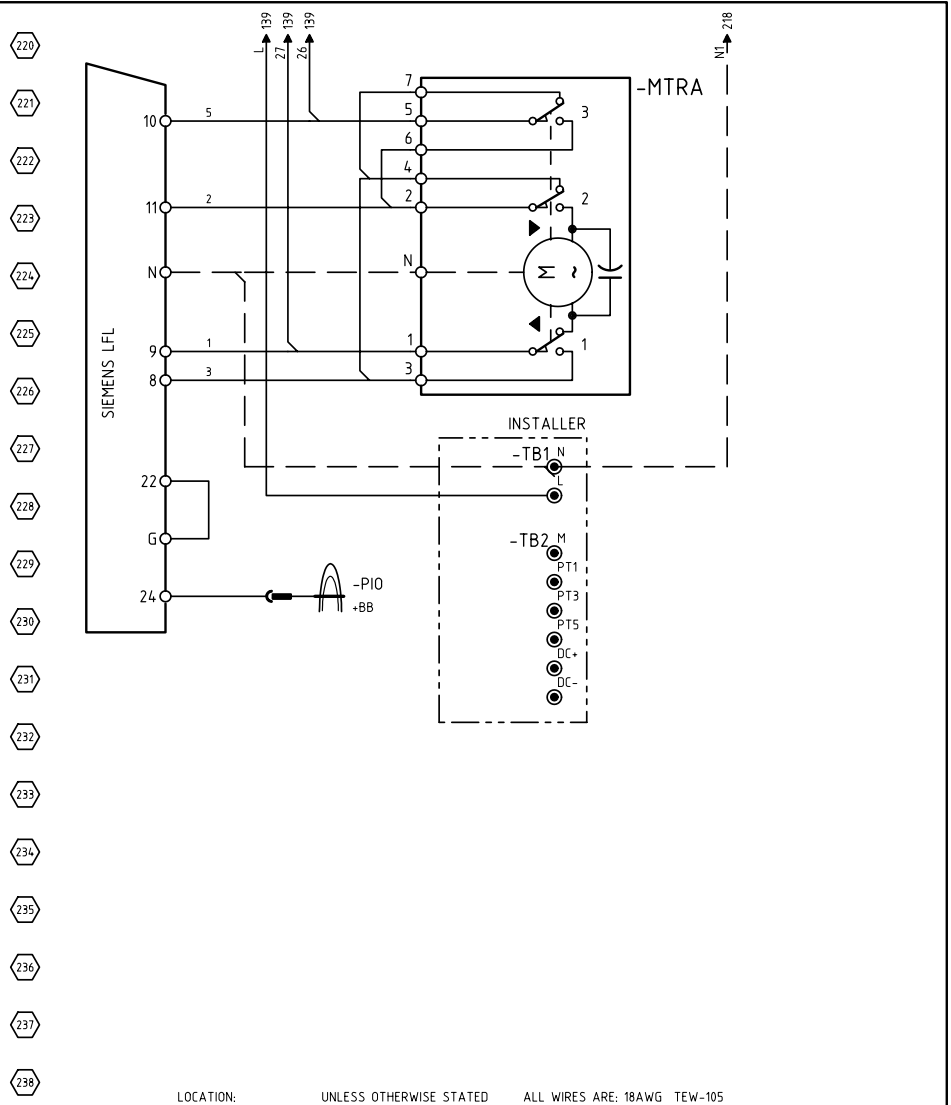 L 139
27 139
26 139
N1 218
220
221
222
223
224
225
226
227
228
229
230
231
232
233
234
235
236
237
238
SIEMENS LFL
10
11
N
9
8
22
G
24
5
2
1
3
7
5
6
4
2
N
1
3
-MTRA
3
2
M ~
1
INSTALLER
-TB1 N
L
-TB2 M
PT1
PT3
PT5
DC+
DC-
-PIO
+BB
LOCATION: UNLESS OTHERWISE STATED ALL WIRES ARE: 18AWG TEW-105